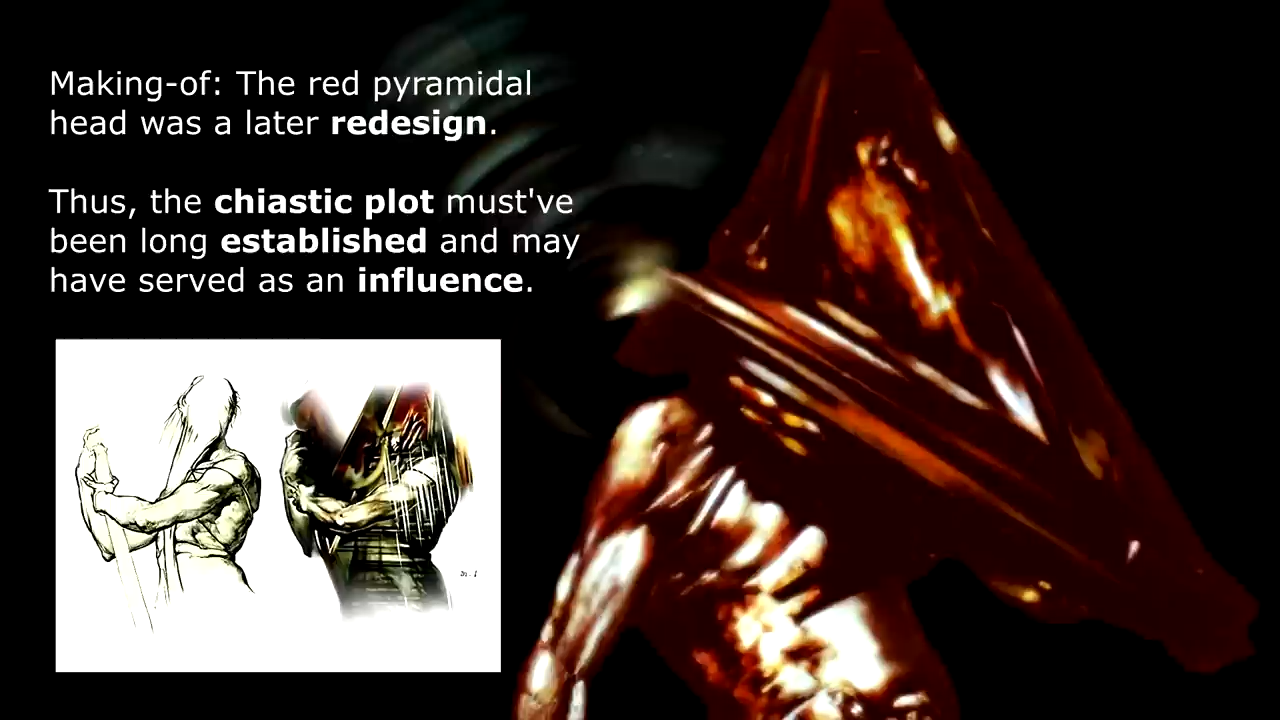 Making-of: The red pyramidal
head was a later redesign.
Thus, the chiastic plot must've
been long established and may
have served as an influence.